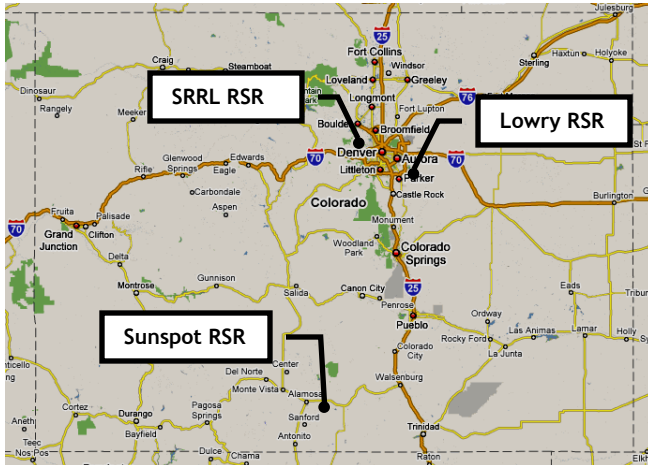 Julesburg
25
Fort Collins
Craig
Steamboat
Windsor
Sterling
Haxtun
Holyoke
Loveland
Greeley
76
Dinosaur
Rangely
SRRL RSR
Longmont
Fort Lupton
Meeker
Boulder
Broomfield
Lowry RSR
Denver
Aurora
70
70
Glenwood
Springs
Edwards
Eagle
Rifle
Littleton
Parker
Castle Rock
Carbondale
Colorado
Burlington
Aspen
Fruita
Palisade
70
Grand
Junction
Clifton
Monument
Woodland
Park
Colorado
Springs
Delta
Montrose
Gunnison
Salida
Canon City
25
Penrose
Eads
Pueblo
Ordway
Rocky Ford
Las Animas
Lamar
Holly
La Junta
Sunspot RSR
Colorado
City
Center
Del Norte
Monte Vista
Alamosa
Walsenburg
Cortez
Durango
Pagosa
Springs
Sanford
Bayfield
Antonito
Trinidad
Aneth
Teec
Nos Pos
Dulce
Chama
Raton